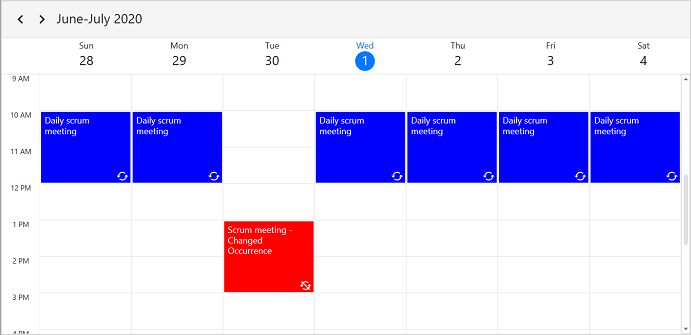 June-July 2020
Sun Mon Tue Wed Thu Fri Sat
28 29 30 1 2 3 4
9 AM
10 AM
Daily scrum meeting
Daily scrum meeting
Daily scrum meeting
Daily scrum meeting
Daily scrum meeting
Daily scrum meeting
11 AM
12 PM
1 PM
Scrum meeting -
Changed
Occurrence
2 PM
3 PM
4 PM